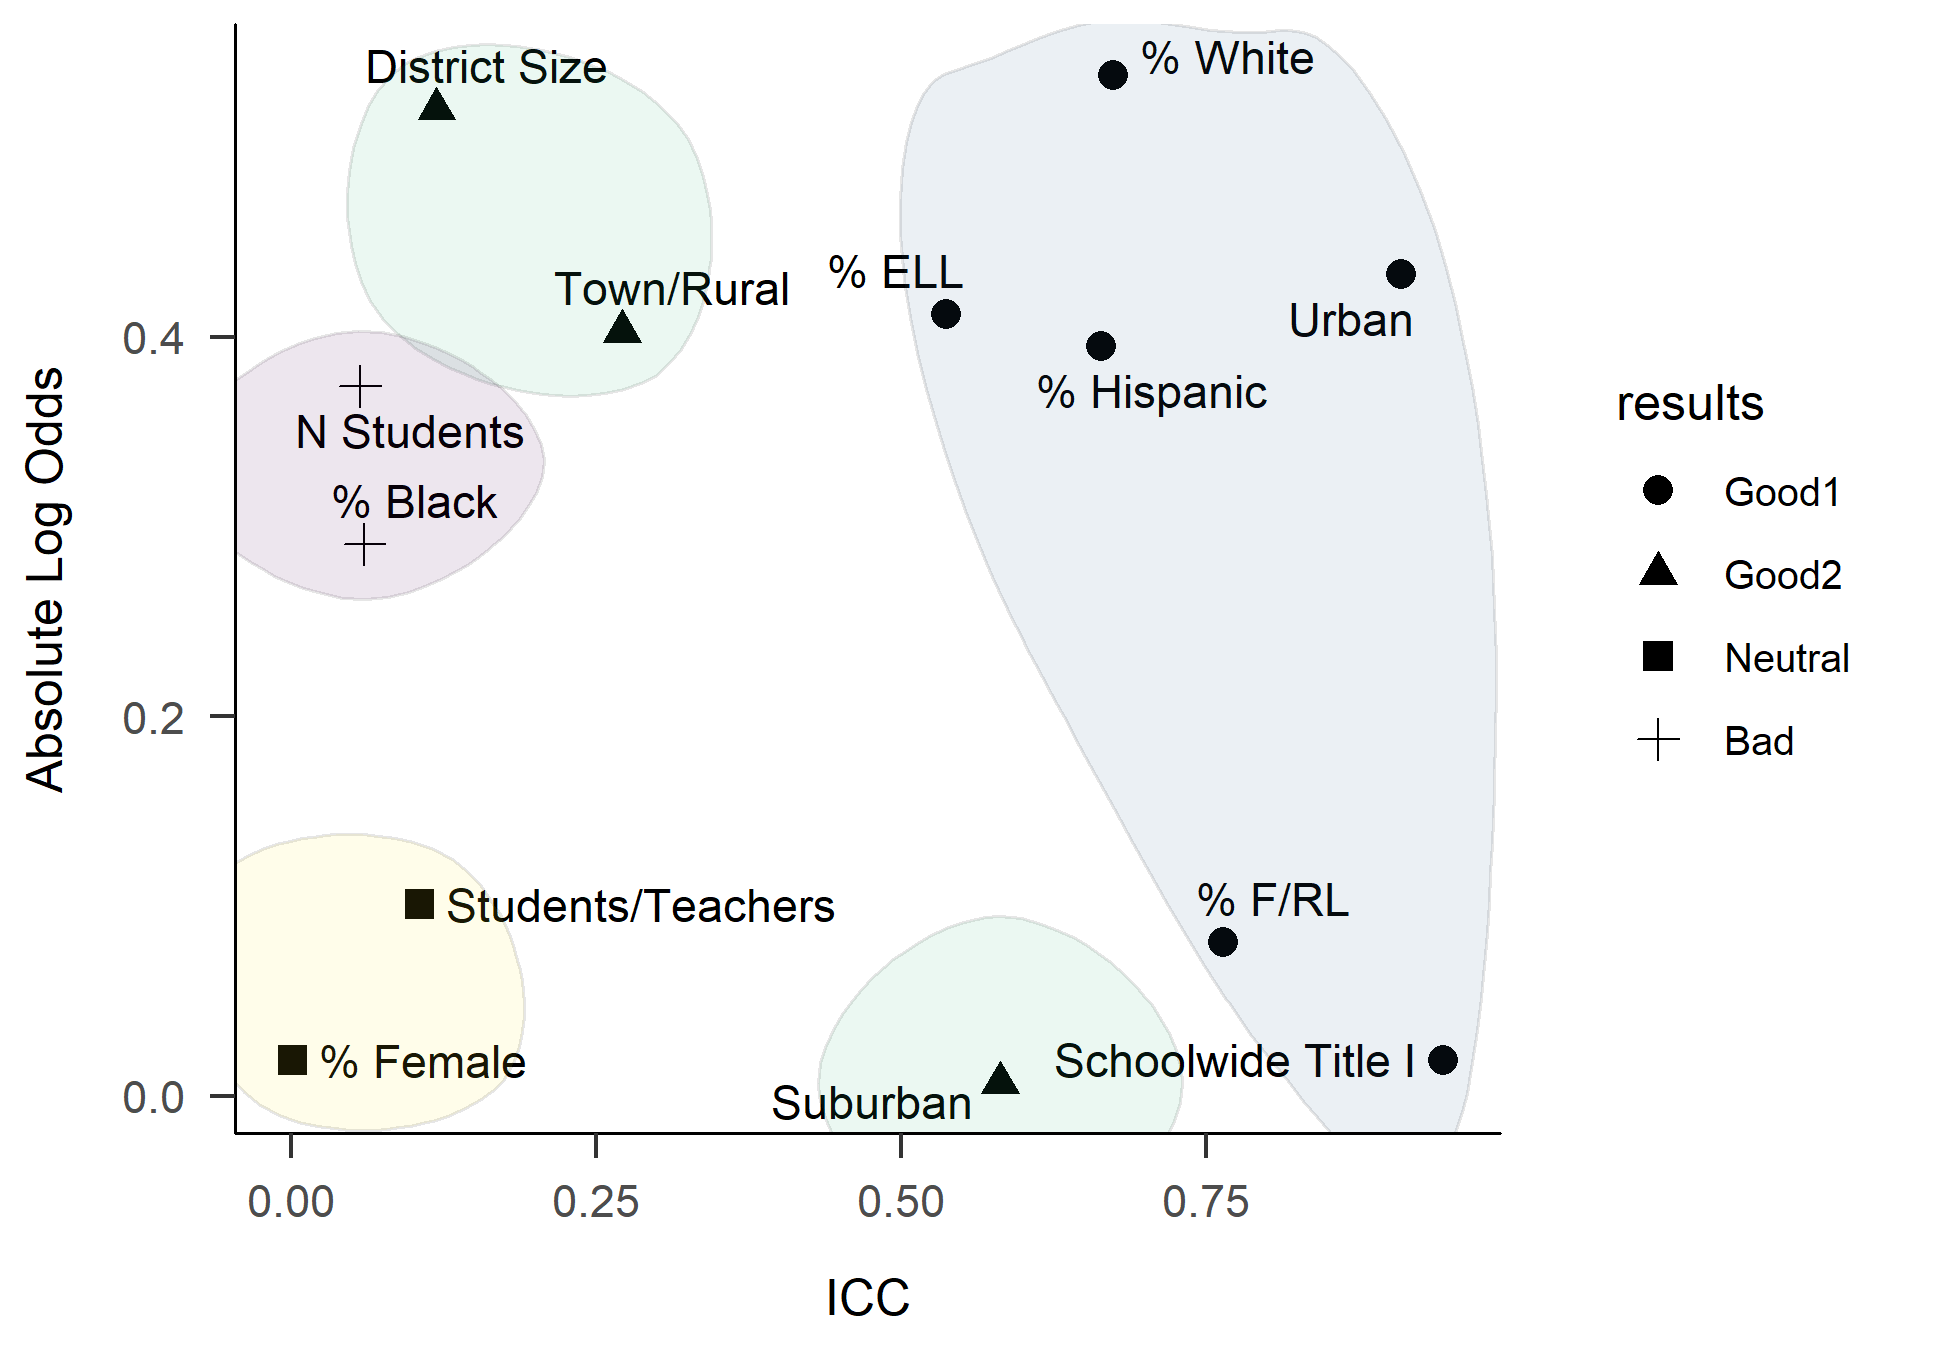 District Size
% White
% ELL
Town/Rural
Urban
% Hispanic
N Students
% Black
% F/RL
Students/Teachers
Schoolwide Title I
% Female
Suburban
0.4
0.2
0.0
Absolute Log Odds
0.00
0.25
0.50
0.75
ICC
results
Good1
Good2
Neutral
Bad